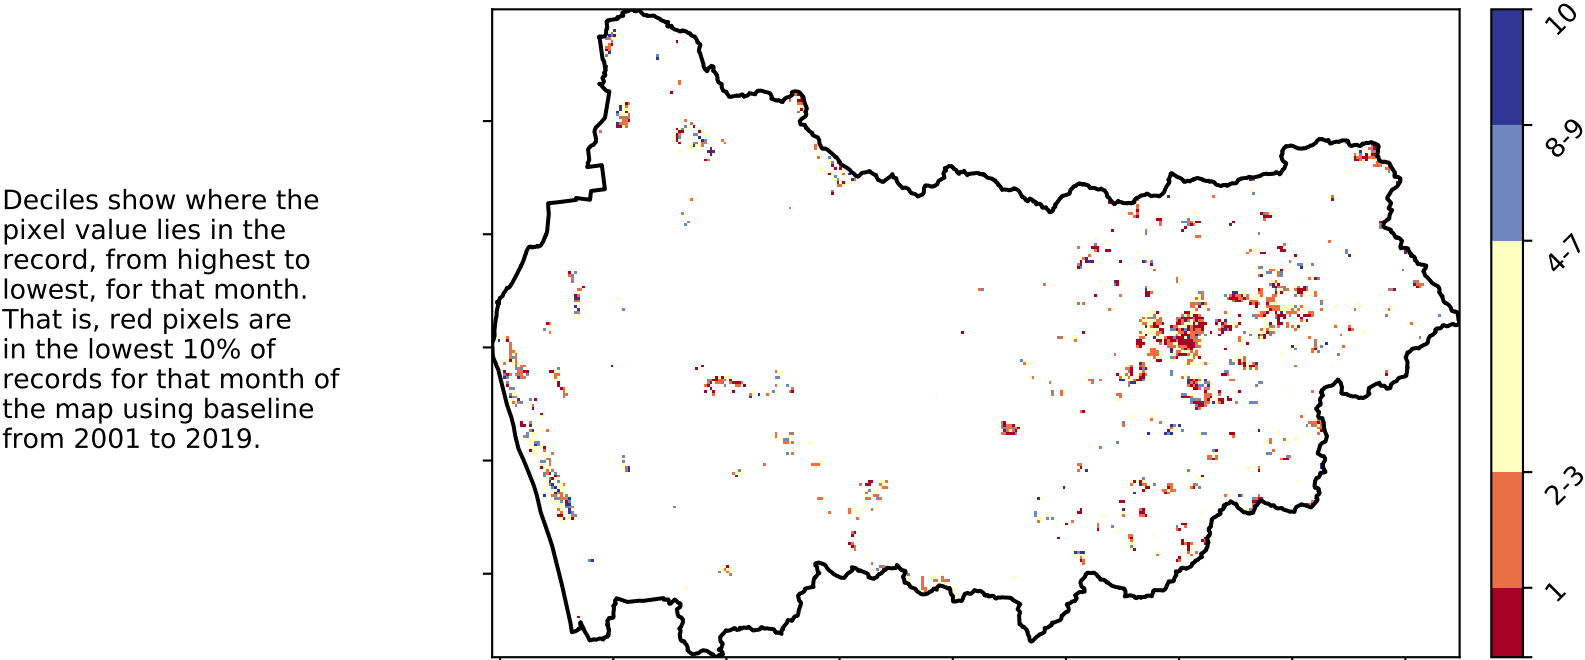 Deciles show where the
pixel value lies in the
record, from highest to
lowest, for that month.
That is, red pixels are
in the lowest 10% of
records for that month of
the map using baseline
from 2001 to 2019.
10
8-9
4-7
2-3
1